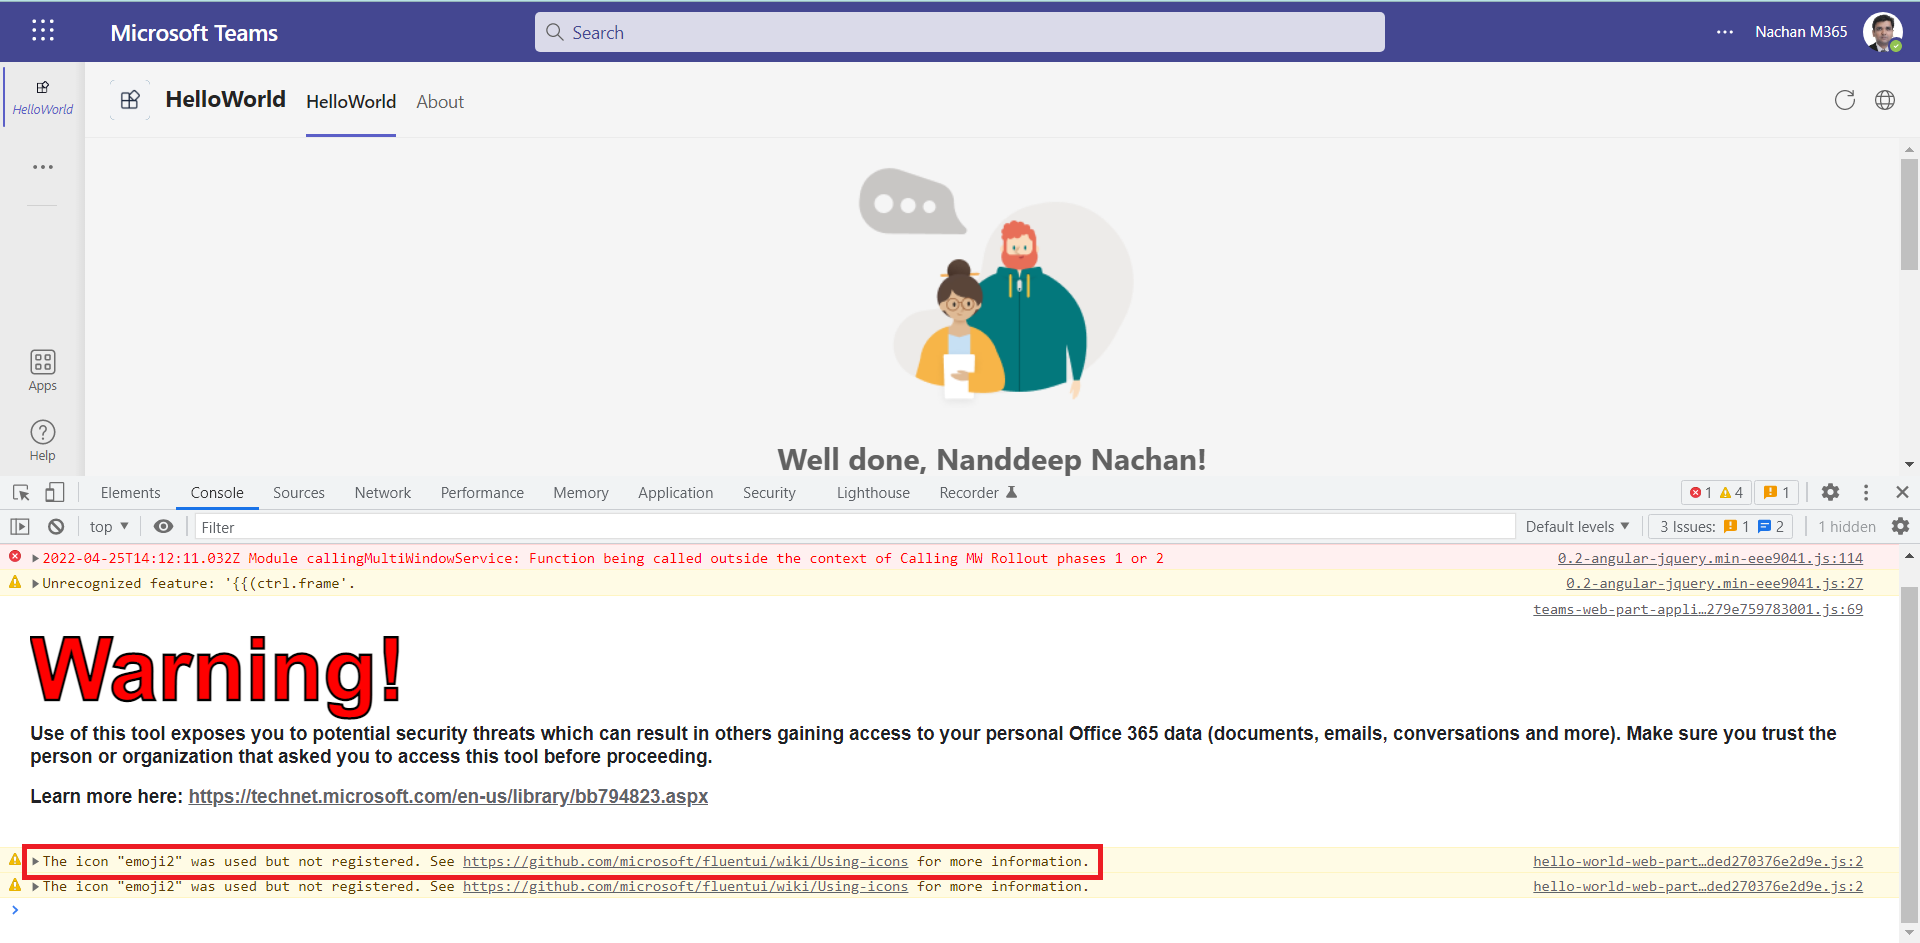 Microsoft Teams
Search
Nachan M365
HelloWorld
HelloWorld
HelloWorld
About
Apps
Help
Well done, Nanddeep Nachan!
Elements
Console
Sources
Network
Performance
Memory
Application
Security
Lighthouse
Recorder
1
4
1
top
Filter
Default levels
3 Issues:
1
2
1 hidden
2022-04-25T14:12:11.032Z Module callingMultiWindowService: Function being called outside the context of Calling MW Rollout phases 1 or 2
0.2-angular-jquery.min-eee9041.js:114
Unrecognized feature: '{{(ctrl.frame'.
0.2-angular-jquery.min-eee9041.js:27
teams-web-part-appli…279e759783001.js:69
Warning!
Use of this tool exposes you to potential security threats which can result in others gaining access to your personal Office 365 data (documents, emails, conversations and more). Make sure you trust the
person or organization that asked you to access this tool before proceeding.
Learn more here: https://technet.microsoft.com/en-us/library/bb794823.aspx
The icon "emoji2" was used but not registered. See https://github.com/microsoft/fluentui/wiki/Using-icons for more information.
hello-world-web-part…ded270376e2d9e.js:2
The icon "emoji2" was used but not registered. See https://github.com/microsoft/fluentui/wiki/Using-icons for more information.
hello-world-web-part…ded270376e2d9e.js:2